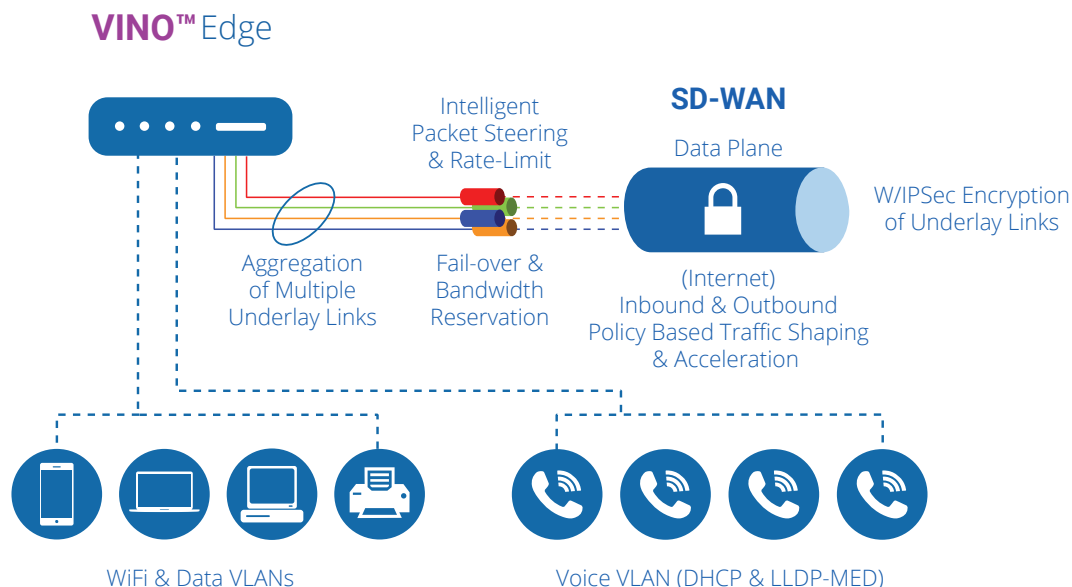 VINO™ Edge
Intelligent
Packet Steering
& Rate-Limit
SD-WAN
Data Plane
W/IPSec Encryption
of Underlay Links
Aggregation
of Multiple
Underlay Links
Fail-over &
Bandwidth
Reservation
(Internet)
Inbound & Outbound
Policy Based Traffic Shaping
& Acceleration
WiFi & Data VLANs
Voice VLAN (DHCP & LLDP-MED)